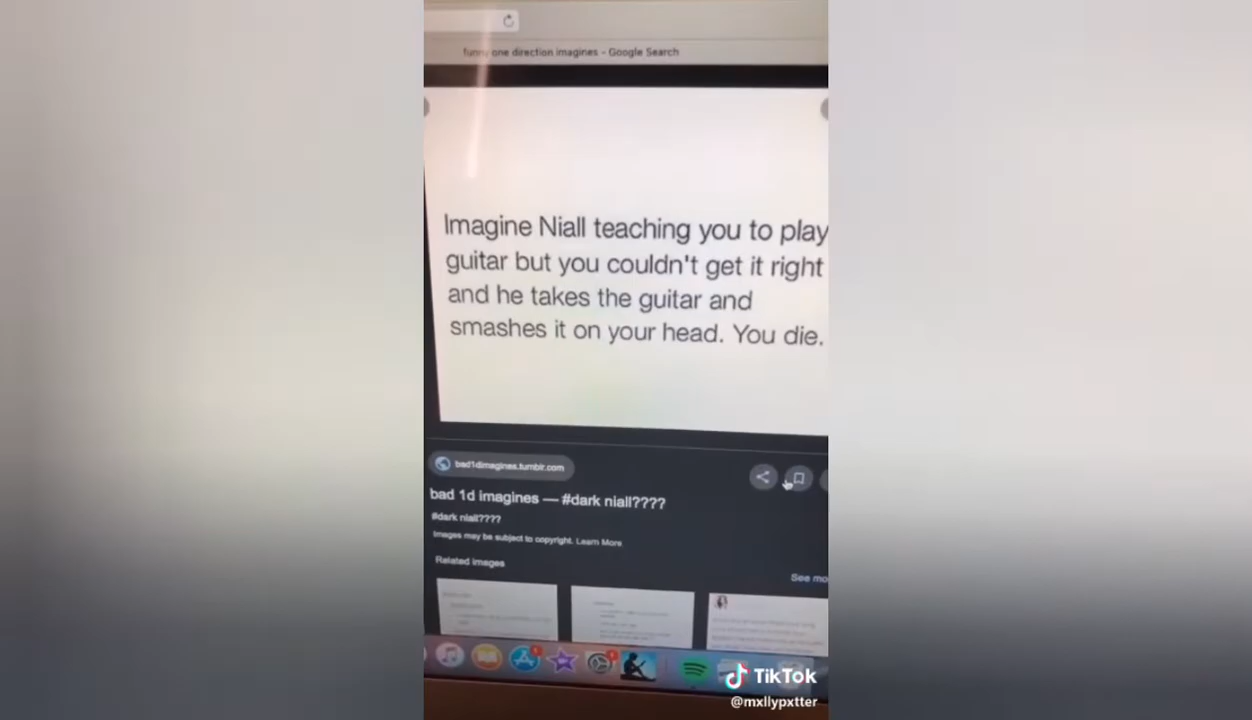 funny one direction imagines - Google Search
Imagine Niall teaching you to play
guitar but you couldn't get it right
and he takes the guitar and
smashes it on your head. You die.
bad1dimagines.tumblr.com
bad 1d imagines — #dark niall????
#dark niall????
Images may be subject to copyright. Learn More
Related images
See mo
TikTok
@mxllypxtter